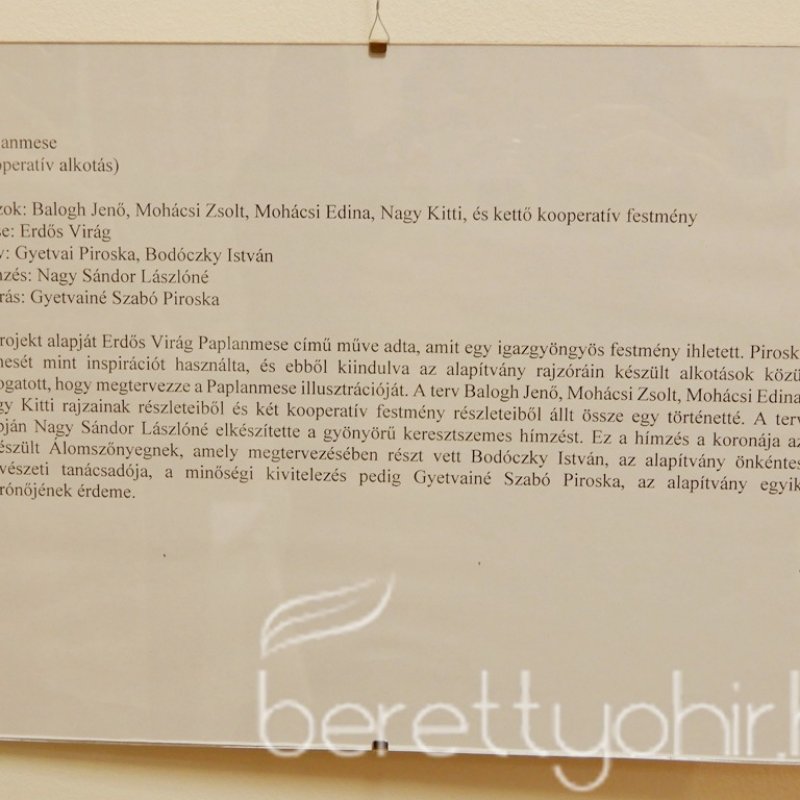 anmese
operatív alkotás)
zok: Balogh Jenő, Mohácsi Zsolt, Mohácsi Edina, Nagy Kitti, és kettő kooperatív festmény
se: Erdős Virág
v: Gyetvai Piroska, Bodóczky István
nzés: Nagy Sándor Lászlóné
rás: Gyetvainé Szabó Piroska
rojekt alapját Erdős Virág Paplanmese című műve adta, amit egy igazgyöngyös festmény ihletett. Pirosk
nesét mint inspirációt használta, és ebből kiindulva az alapítvány rajzóráin készült alkotások közü
ogatott, hogy megtervezze a Paplanmese illusztrációját. A terv Balogh Jenő, Mohácsi Zsolt, Mohácsi Edina
gy Kitti rajzainak részleteiből és két kooperatív festmény részleteiből állt össze egy történetté. A terv
pján Nagy Sándor Lászlóné elkészítette a gyönyörű keresztszemes hímzést. Ez a hímzés a koronája az
észült Álomszőnyegnek, amely megtervezésében részt vett Bodóczky István, az alapítvány önkéntes
vészeti tanácsadója, a minőségi kivitelezés pedig Gyetvainé Szabó Piroska, az alapítvány egyik
rónőjének érdeme.
berettyohir.h